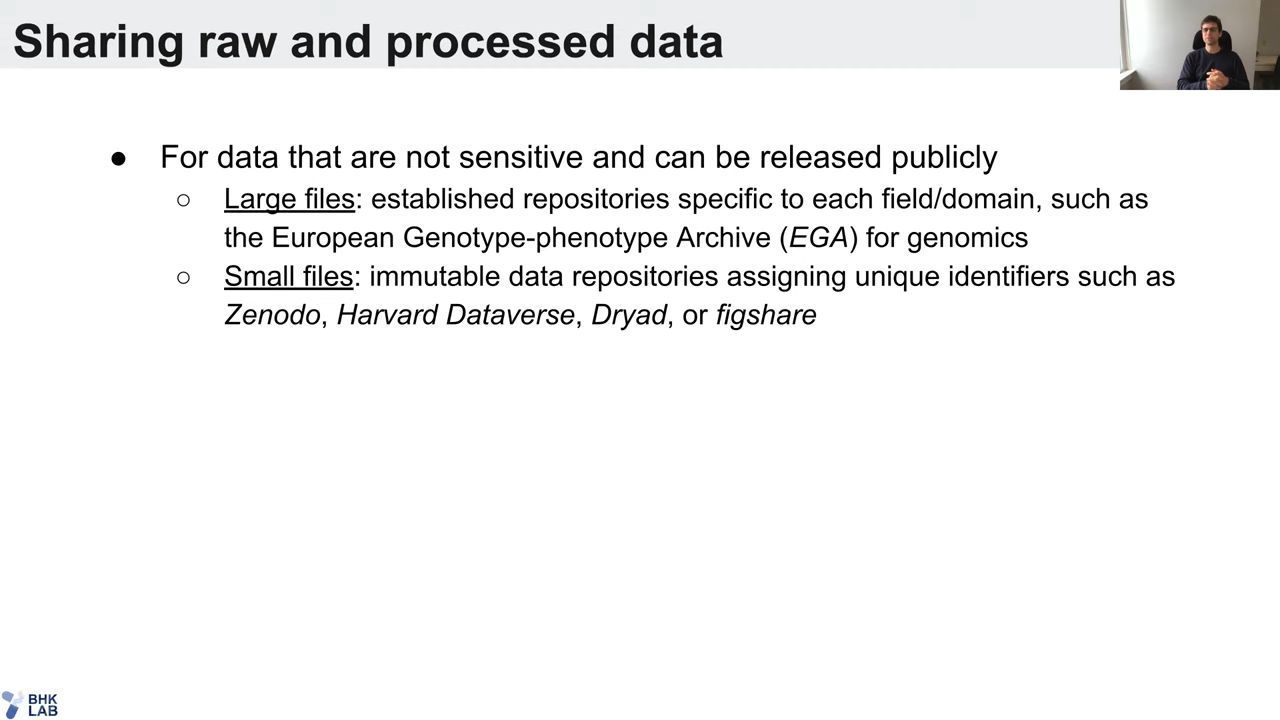 Sharing raw and processed data
● For data that are not sensitive and can be released publicly
○ Large files: established repositories specific to each field/domain, such as
the European Genotype-phenotype Archive (EGA) for genomics
○ Small files: immutable data repositories assigning unique identifiers such as
Zenodo, Harvard Dataverse, Dryad, or figshare
BHK
LAB